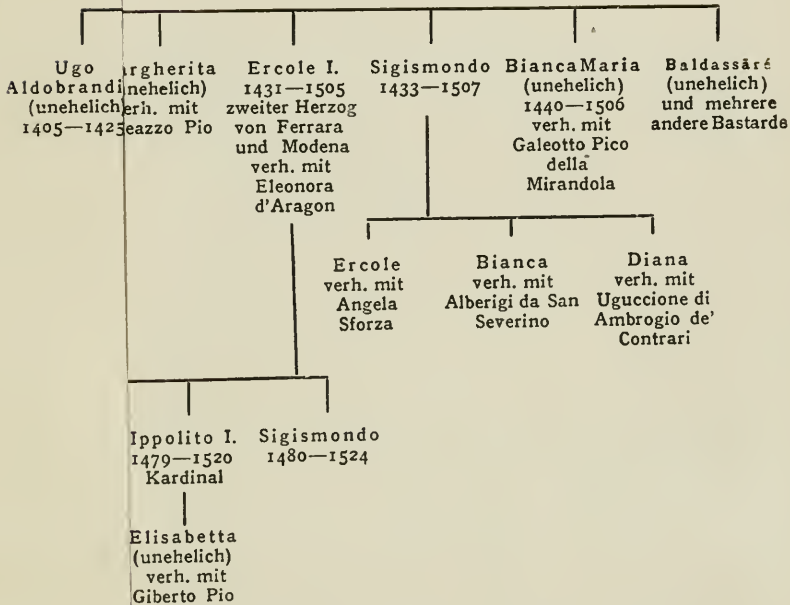 Ugo
Aldobrandi
(unehelich)
1405—1425
rgherita
nehelich)
erh. mit
eazzo Pio
Ercole I.
1431—1505
zweiter Herzog
von Ferrara
und Modena
verh. mit
Eleonora
d'Aragon
Sigismondo
1433—1507
Bianca Maria
(unehelich)
1440—1506
verh. mit
Galeotto Pico
della
Mirandola
Baldassare
(unehelich)
und mehrere
andere Bastarde
Ercole
verh. mit
Angela
Sforza
Bianca
verh. mit
Alberigi da San
Severino
Diana
verh. mit
Uguccione di
Ambrogio de'
Contrari
Ippolito I.
1479—1520
Kardinal
Sigismondo
1480—1524
Elisabetta
(unehelich)
verh. mit
Giberto Pio